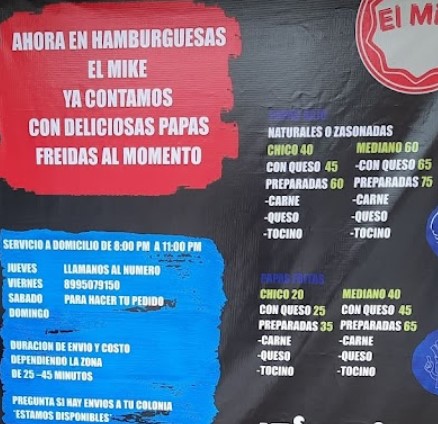 AHORA EN HAMBURGUESAS
EL MIKE
YA CONTAMOS
CON DELICIOSAS PAPAS
FREIDAS AL MOMENTO
El Mi
NATURALES O ZASONADAS
CHICO 40 MEDIANO 60
CON QUESO 45 -CON QUESO 65
PREPARADAS 60 PREPARADAS 75
-CARNE -CARNE
-QUESO -QUESO
-TOCINO -TOCINO
SERVICIO A DOMICILIO DE 8:00 PM A 11:00 PM
JUEVES LLAMANOS AL NUMERO
VIERNES 8995079150
SABADO PARA HACER TU PEDIDO
DOMINGO
DURACION DE ENVIO Y COSTO
DEPENDIENDO LA ZONA
DE 25 -45 MINUTOS
PREGUNTA SI HAY ENVIOS A TU COLONIA
"ESTAMOS DISPONIBLES"
PAPAS FRITAS
CHICO 20 MEDIANO 40
CON QUESO 25 CON QUESO 45
PREPARADAS 35 PREPARADAS 65
-CARNE -CARNE
-QUESO -QUESO
-TOCINO -TOCINO